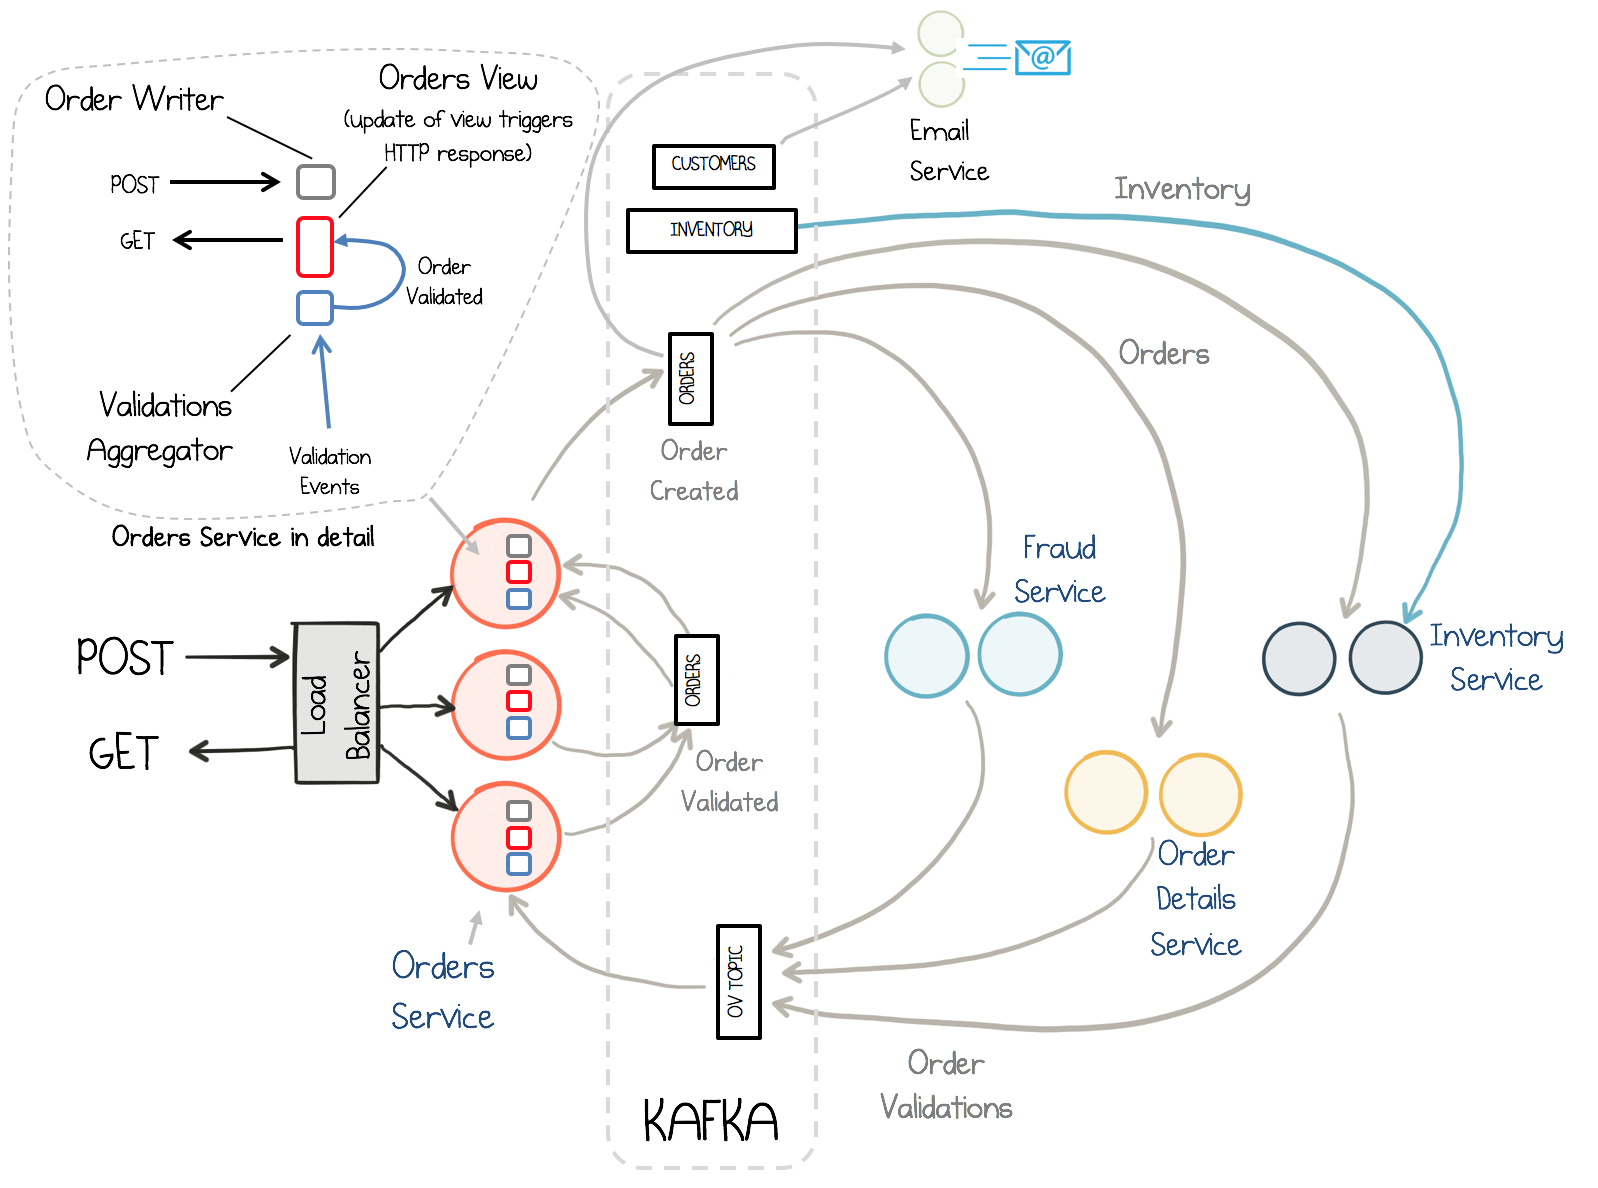 Order Writer
Orders View
(update of view triggers
HTTP response)
POST
GET
Order
Validated
Validations
Aggregator
Validation
Events
Orders Service in detail
CUSTOMERS
INVENTORY
@
Email
Service
Inventory
ORDERS
Order
Created
Orders
POST
GET
Load
Balancer
ORDERS
Order
Validated
Fraud
Service
Inventory
Service
Order
Details
Service
Orders
Service
OV TOPIC
Order
Validations
KAFKA